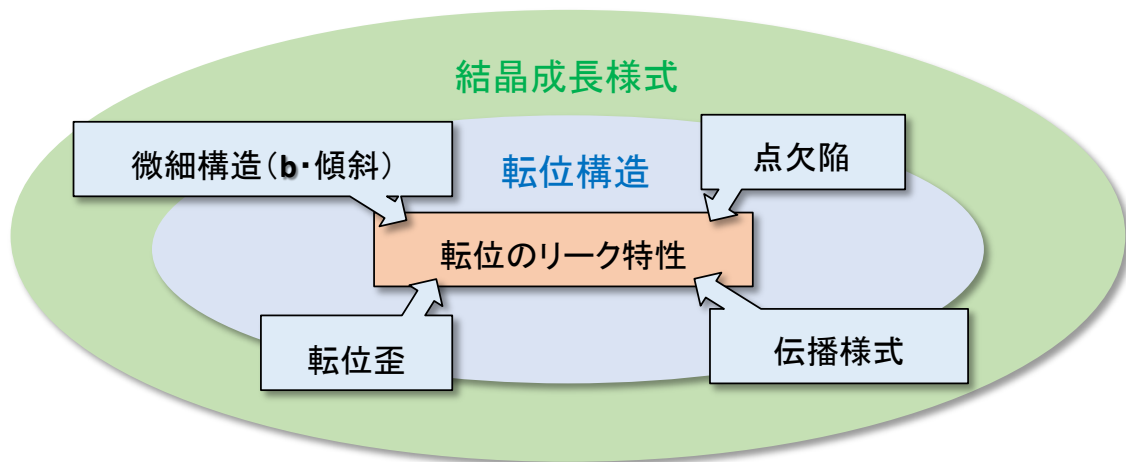 結晶成長様式
微細構造(b・傾斜)
転位構造
点欠陥
転位のリーク特性
転位歪
伝播様式